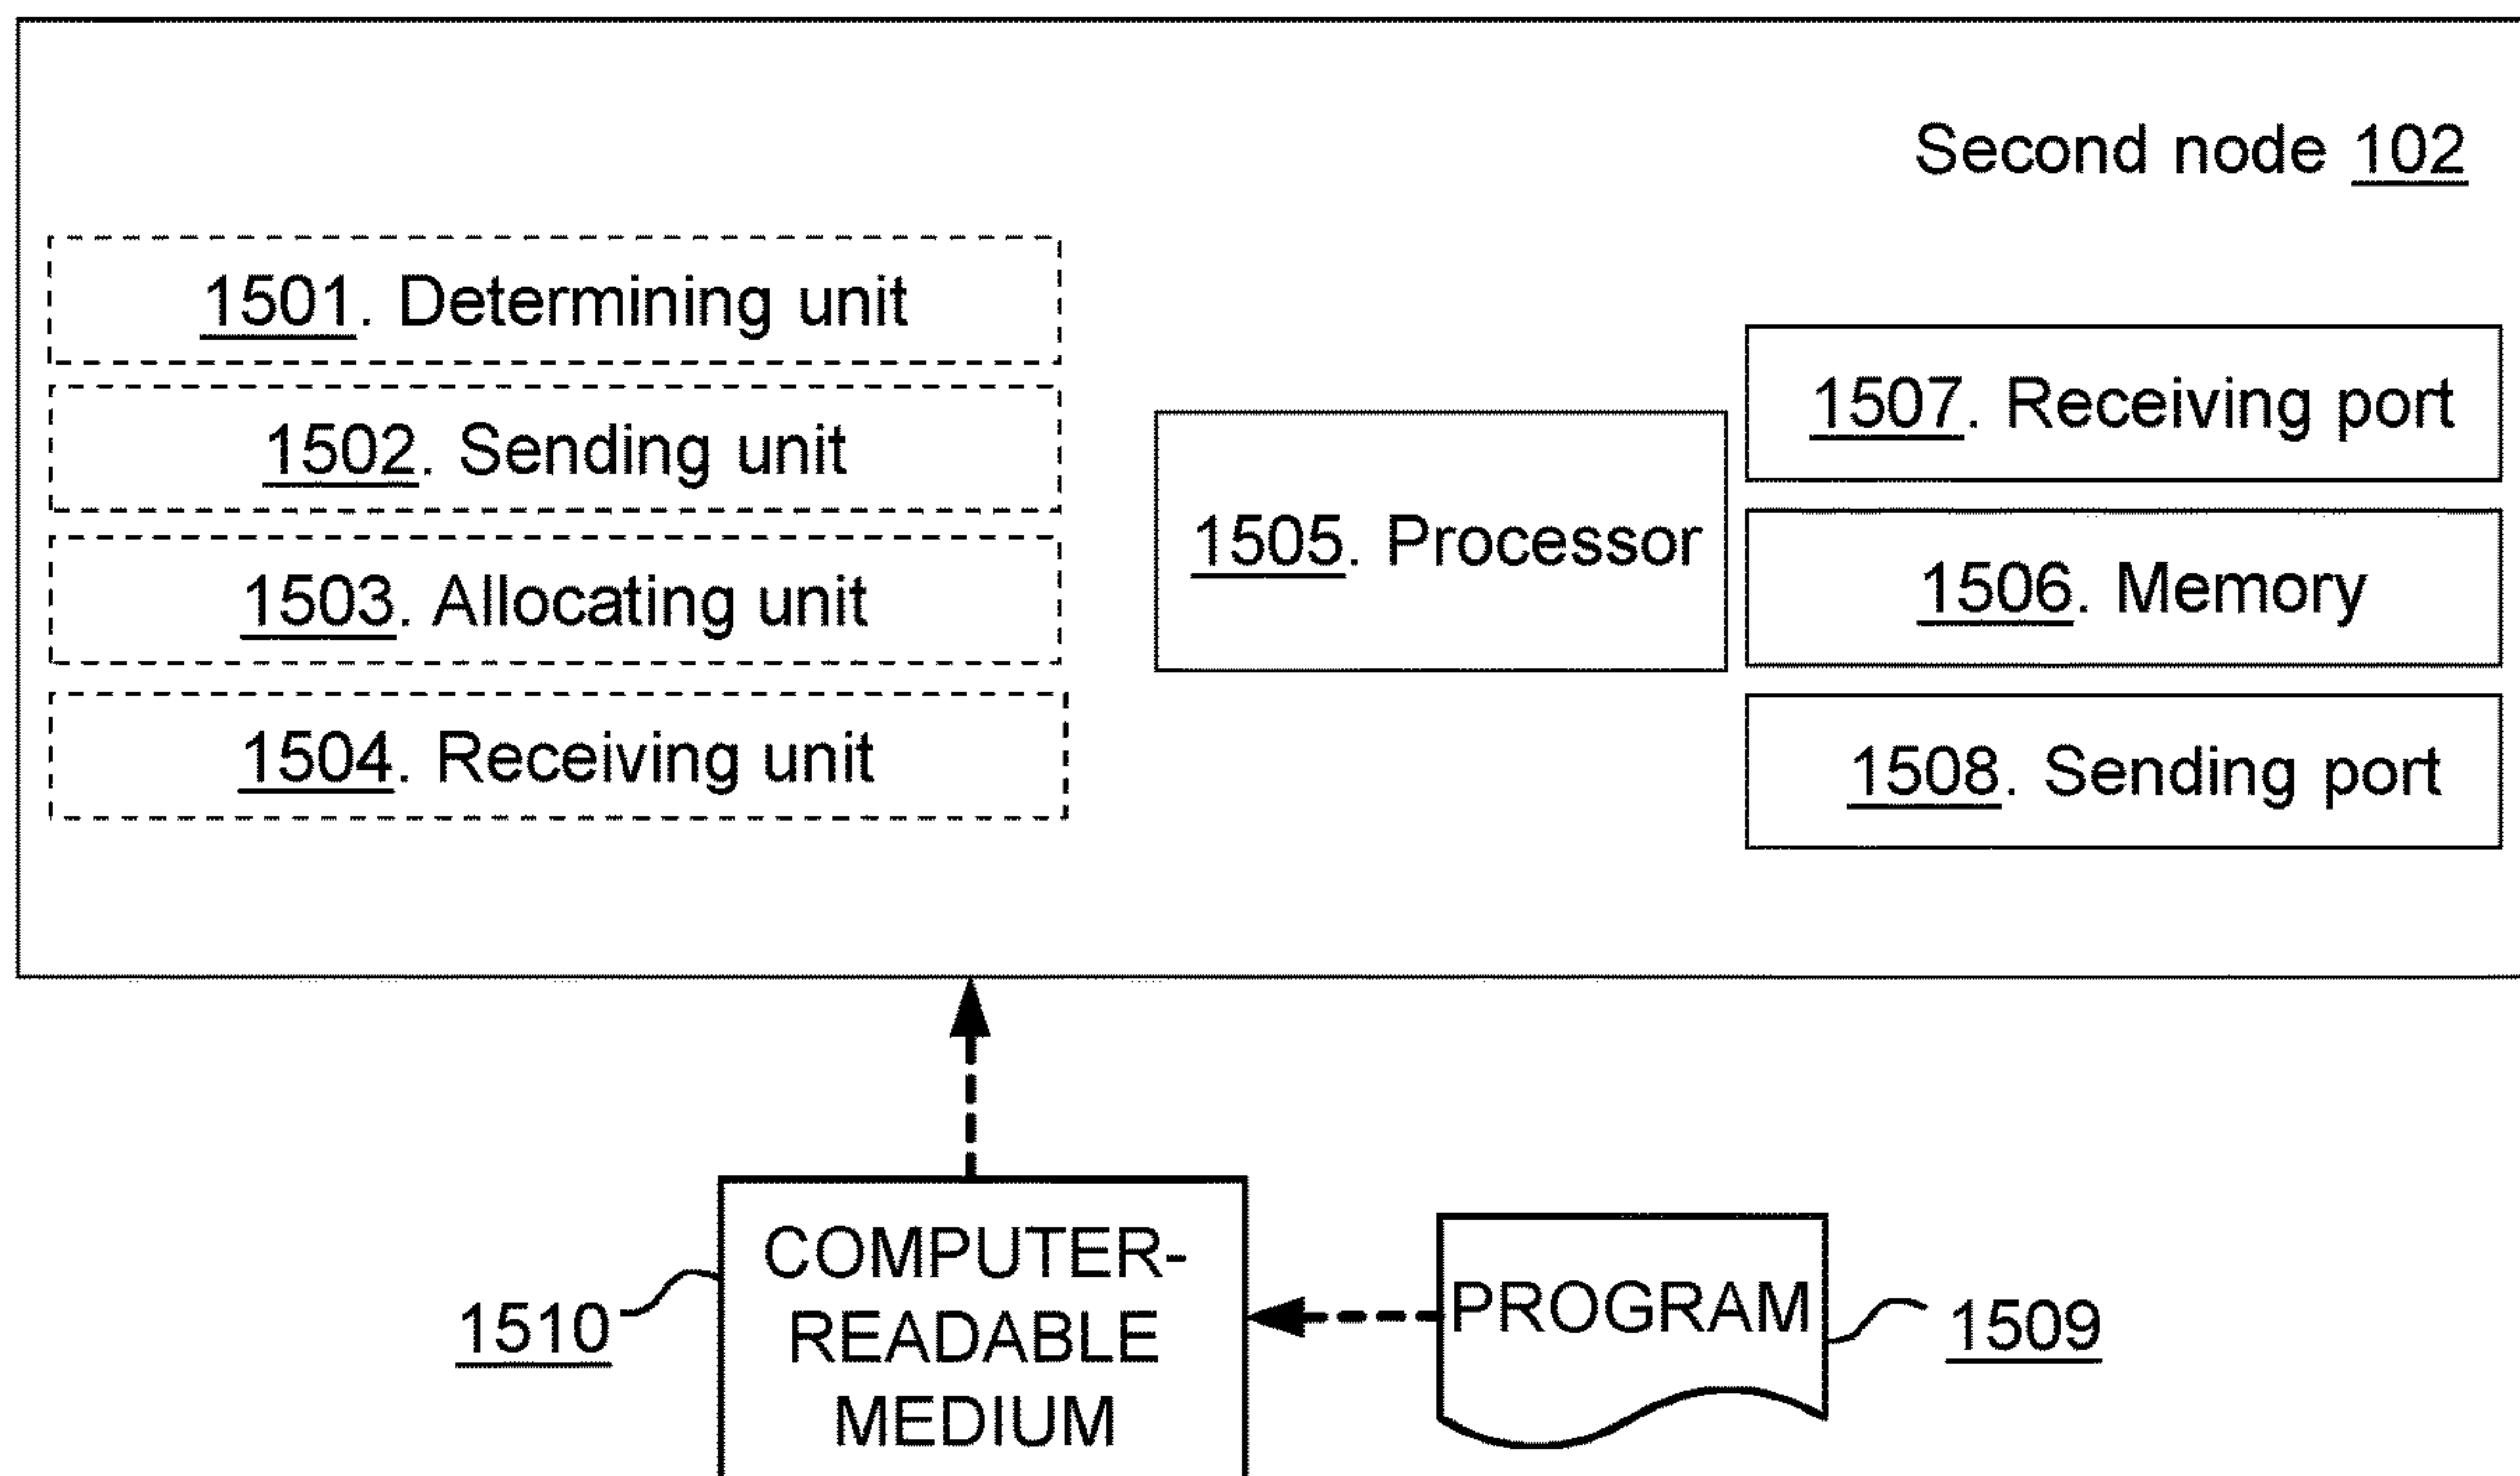 Second node 102
1501. Determining unit
1502. Sending unit
1503. Allocating unit
1504. Receiving unit
1505. Processor
1507. Receiving port
1506. Memory
1508. Sending port
1510
COMPUTER-
READABLE
MEDIUM
PROGRAM
1509